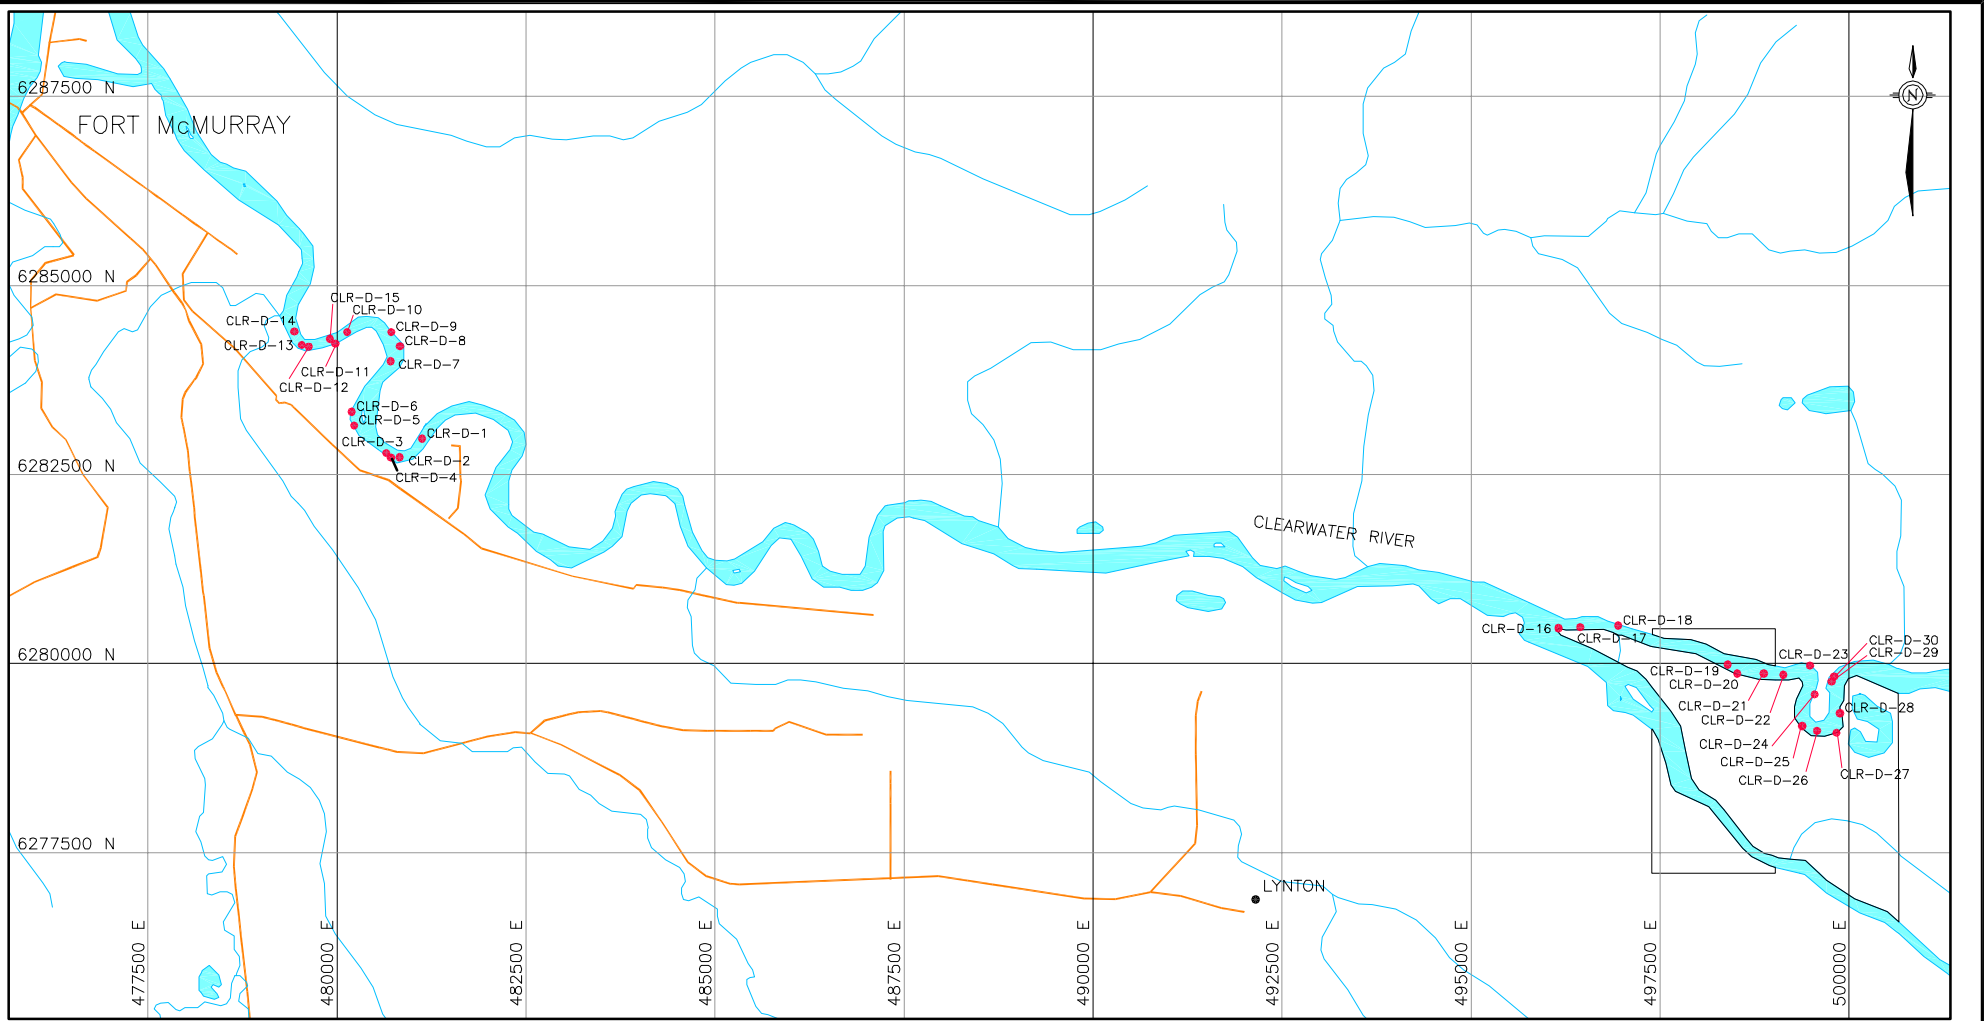 N
6287500 N
FORT McMURRAY
6285000 N
CLR-D-15
CLR-D-10
CLR-D-14
CLR-D-9
CLR-D-8
CLR-D-13
CLR-D-7
CLR-D-11
CLR-D-12
CLR-D-6
CLR-D-5
CLR-D-3
CLR-D-1
CLR-D-2
CLR-D-4
6282500 N
CLEARWATER RIVER
CLR-D-18
CLR-D-16
CLR-D-17
CLR-D-30
CLR-D-29
CLR-D-23
6280000 N
CLR-D-19
CLR-D-20
CLR-D-21
CLR-D-28
CLR-D-22
CLR-D-24
CLR-D-25
CLR-D-27
CLR-D-26
6277500 N
LYNTON
477500 E
480000 E
482500 E
485000 E
487500 E
490000 E
492500 E
495000 E
497500 E
500000 E